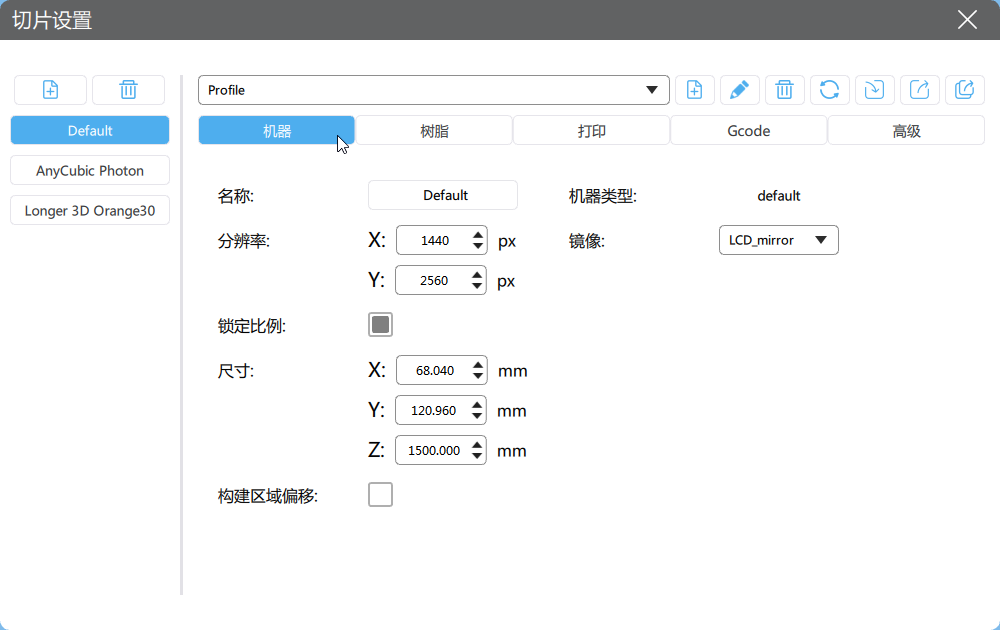 切片设置
Default
AnyCubic Photon
Longer 3D Orange30
Profile
机器 树脂 打印 Gcode 高级
名称: Default 机器类型: default
分辨率: X: 1440 px 镜像: LCD_mirror
Y: 2560 px
锁定比例:
尺寸: X: 68.040 mm
Y: 120.960 mm
Z: 1500.000 mm
构建区域偏移: